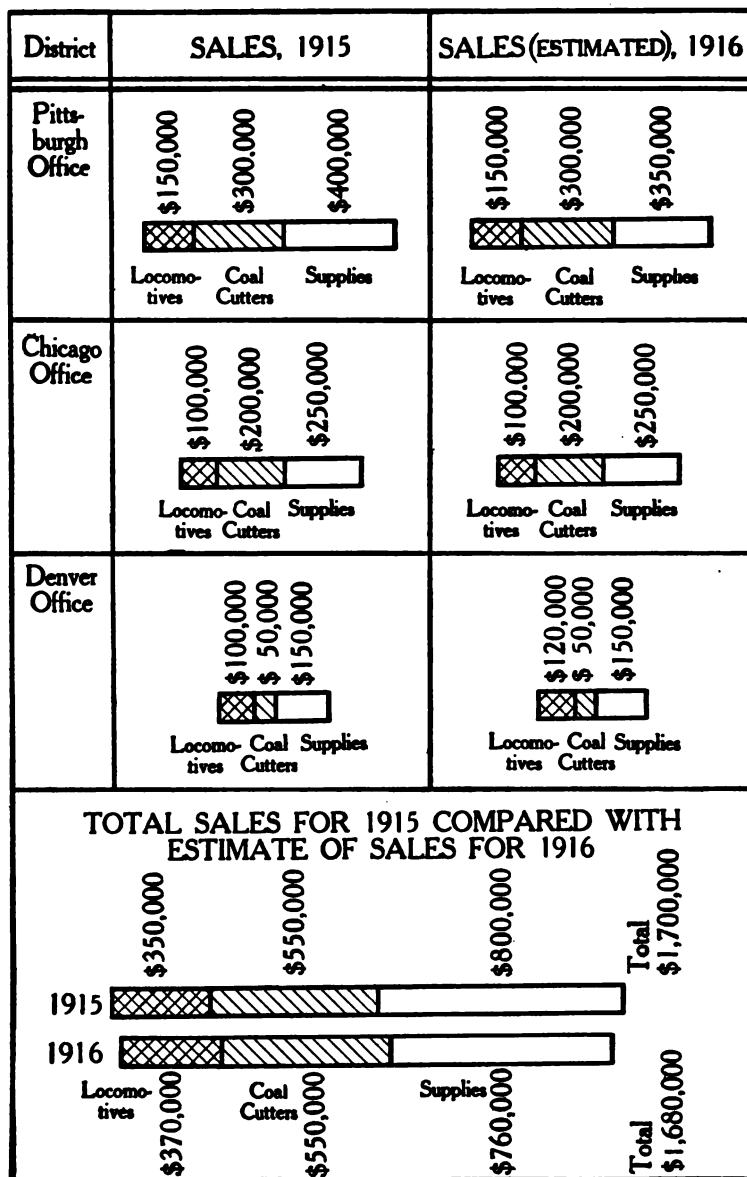 District SALES, 1915 SALES (ESTIMATED), 1916
Pitts-
burgh
Office
$150,000 $300.000 $400,000
Locomo- Coal Supplies
tives Cutters
$150,000 $300.000 $350,000
Locomo- Coal Supplies
tives Cutters
Chicago
Office
$100,000 $200,000 $250,000
Locomo- Coal Supplies
tives Cutters
$100.000 $200,000 $250,000
Locomo- Coal Supplies
tives Cutters
Denver
Office
$100,000 $ 50,000 $150,000
Locomo- Coal Supplies
tives Cutters
$120,000 $ 50,000 $150,000
Locomo- Coal Supplies
tives Cutters
TOTAL SALES FOR 1915 COMPARED WITH
ESTIMATE OF SALES FOR 1916
$350,000 $550,000 $800,000 Total
$1,700,000
1915
1916
Locomo- Coal Supplies
tives Cutters
$370,000 $550,000 $760,000 Total
$1,680,000